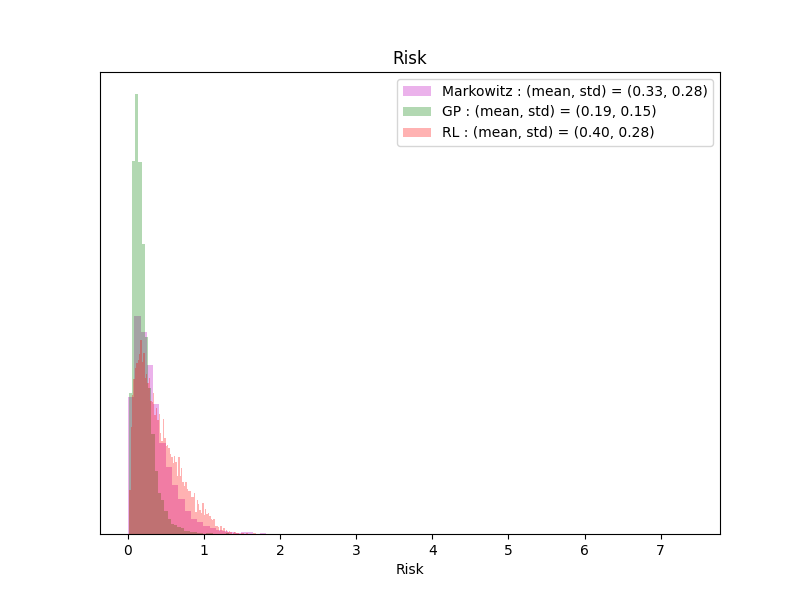 Risk
Markowitz : (mean, std) = (0.33, 0.28)
GP : (mean, std) = (0.19, 0.15)
RL : (mean, std) = (0.40, 0.28)
0 1 2 3 4 5 6 7
Risk